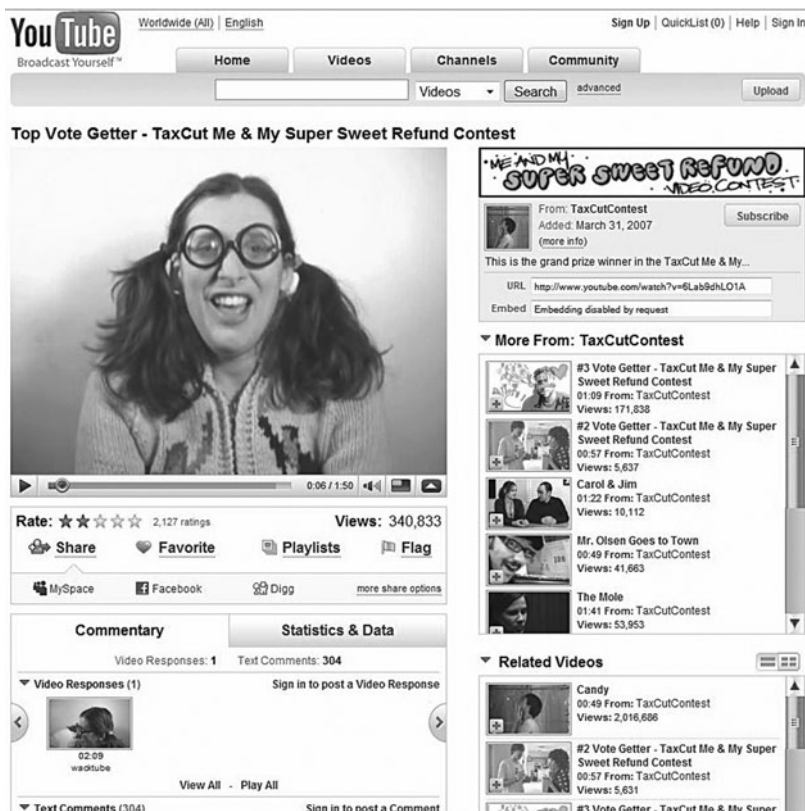 You Tube
Broadcast Yourself™
Worldwide (All) | English
Sign Up | QuickList (0) | Help | Sign In
Home Videos Channels Community
Videos Search advanced Upload
Top Vote Getter - TaxCut Me & My Super Sweet Refund Contest
0:06 / 1:50
Rate: 2,127 ratings Views: 340,833
Share Favorite Playlists Flag
MySpace Facebook Digg more share options
Commentary Statistics & Data
Video Responses: 1 Text Comments: 304
Video Responses (1) Sign in to post a Video Response
02:09
wacktube
View All - Play All
Text Comments (304) Sign in to post a Comment
ME AND MY
SUPER SWEET REFUND
VIDEO CONTEST
From: TaxCutContest
Added: March 31, 2007
(more info)
Subscribe
This is the grand prize winner in the TaxCut Me & My...
URL http://www.youtube.com/watch?v=6Lab9dhLO1A
Embed Embedding disabled by request
More From: TaxCutContest
#3 Vote Getter - TaxCut Me & My Super
Sweet Refund Contest
01:09 From: TaxCutContest
Views: 171,838
#2 Vote Getter - TaxCut Me & My Super
Sweet Refund Contest
00:57 From: TaxCutContest
Views: 5,637
Carol & Jim
01:22 From: TaxCutContest
Views: 10,112
Mr. Olsen Goes to Town
00:49 From: TaxCutContest
Views: 41,663
The Mole
01:41 From: TaxCutContest
Views: 53,953
Related Videos
Candy
00:49 From: TaxCutContest
Views: 2,016,686
#2 Vote Getter - TaxCut Me & My Super
Sweet Refund Contest
00:57 From: TaxCutContest
Views: 5,631
#3 Vote Getter - TaxCut Me & My Super